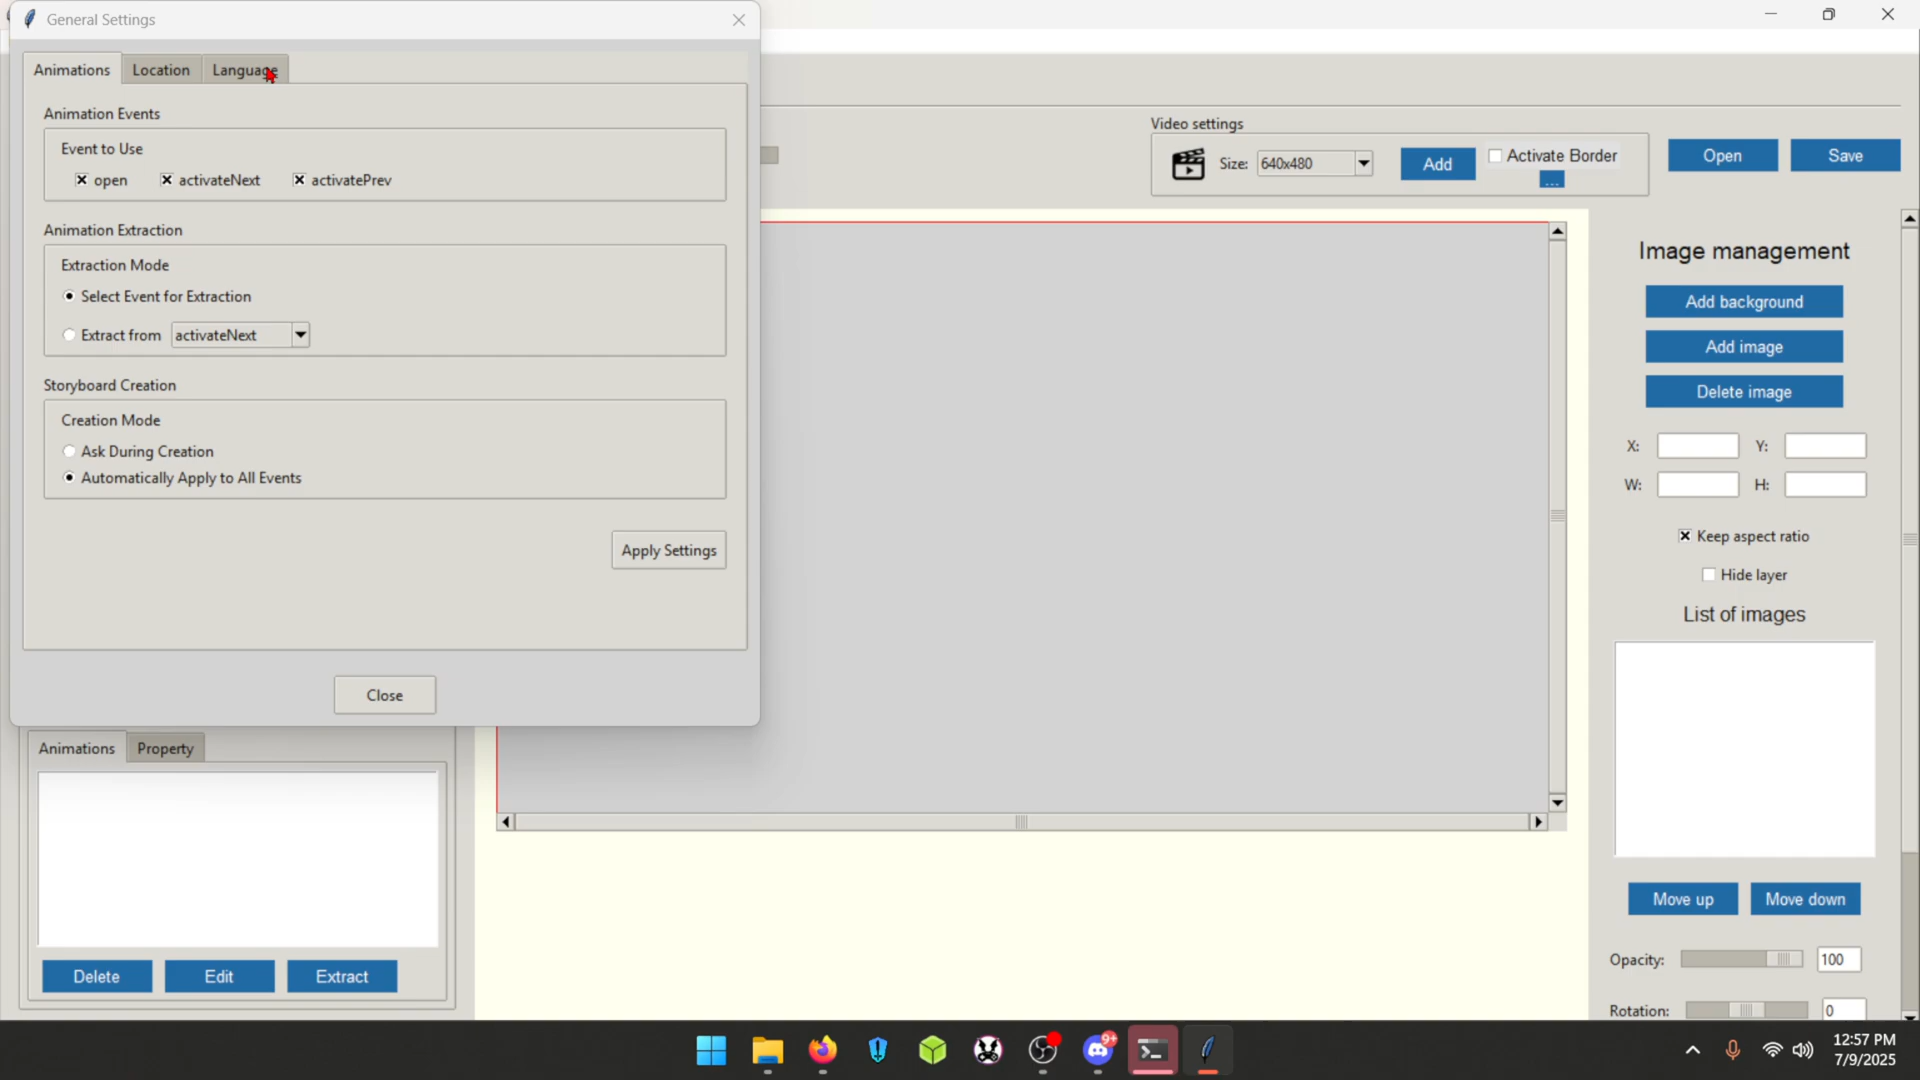 General Settings
Animations Location Language
Animation Events
Event to Use
open activateNext activatePrev
Animation Extraction
Extraction Mode
Select Event for Extraction
Extract from activateNext
Storyboard Creation
Creation Mode
Ask During Creation
Automatically Apply to All Events
Apply Settings
Close
Video settings
Size: 640x480 Add Activate Border
...
Open Save
Image management
Add background
Add image
Delete image
X: Y:
W: H:
Keep aspect ratio
Hide layer
List of images
Move up Move down
Opacity: 100
Rotation: 0
Animations Property
Delete Edit Extract
9+
12:57 PM
7/9/2025